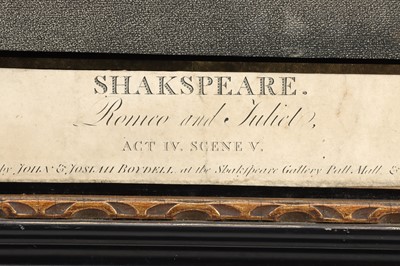 SHAKSPEARE.
Romeo and Juliet,
ACT IV. SCENE V.
by JOHN & JOSIAH BOYDELL, at the Shakspeare Gallery Pall Mall, &